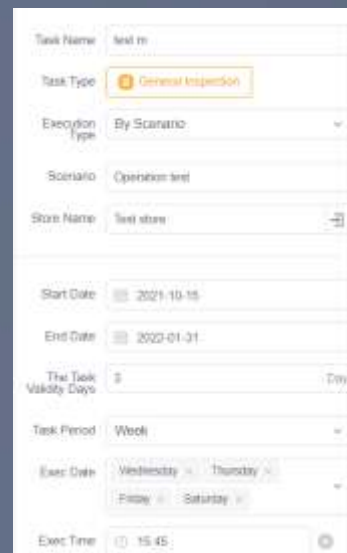 Task Name test m
Task Type General Inspection
Execution Type By Scenario
Scenario Operation test
Store Name Test store
Start Date 2021-10-15
End Date 2022-01-31
The Task Validity Days 3 Day
Task Period Week
Exec Date Wednesday × Thursday ×
Friday × Saturday ×
Exec Time 15:45